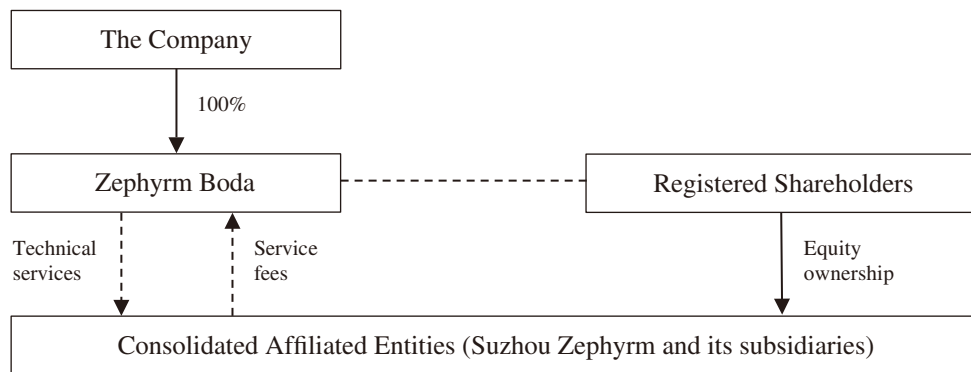 The Company
100%
Zephyrm Boda
Registered Shareholders
Technical
services
Service
fees
Equity
ownership
Consolidated Affiliated Entities (Suzhou Zephyrm and its subsidiaries)